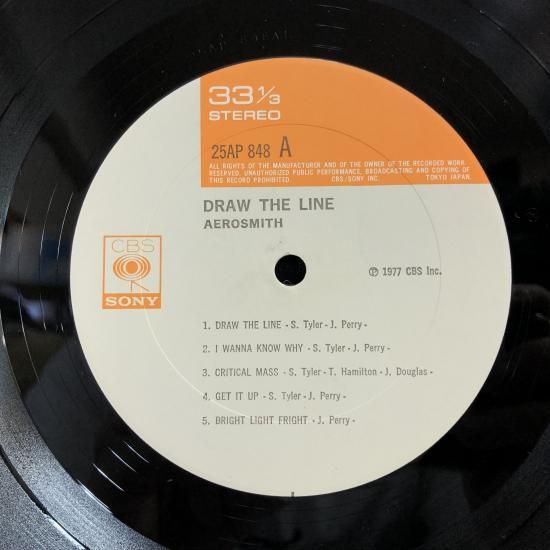 33 1/3
STEREO
25AP 848 A
ALL RIGHTS OF THE MANUFACTURER AND OF THE OWNER OF THE RECORDED WORK
RESERVED. UNAUTHORIZED PUBLIC PERFORMANCE, BROADCASTING AND COPYING OF
THIS RECORD PROHIBITED. CBS/SONY INC. TOKYO JAPAN.
DRAW THE LINE
AEROSMITH
CBS
SONY
℗ 1977 CBS Inc.
1. DRAW THE LINE - S. Tyler - J. Perry -
2. I WANNA KNOW WHY - S. Tyler - J. Perry -
3. CRITICAL MASS - S. Tyler - T. Hamilton - J. Douglas -
4. GET IT UP - S. Tyler - J. Perry -
5. BRIGHT LIGHT FRIGHT - J. Perry -